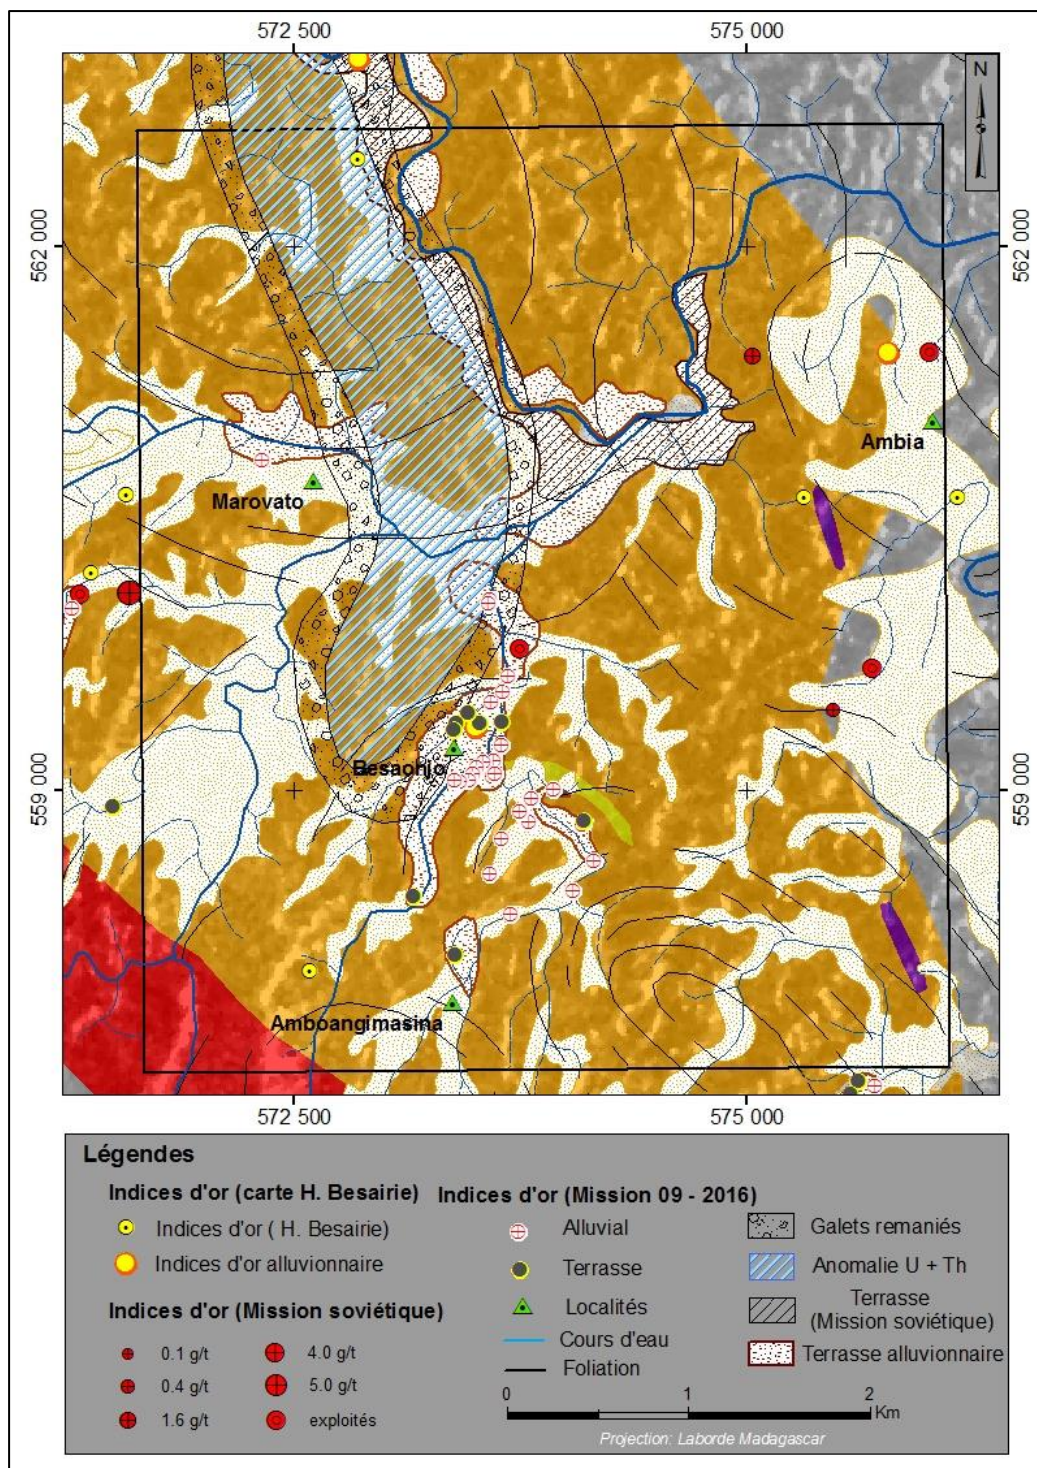 572 500
575 000
N
562 000
562 000
Ambia
Marovato
Besaohjo
559 000
559 000
Amboangimasina
572 500
575 000
Légendes
Indices d'or (carte H. Besairie)
Indices d'or ( H. Besairie)
Indices d'or alluvionnaire
Indices d'or (Mission soviétique)
0.1 g/t
0.4 g/t
1.6 g/t
4.0 g/t
5.0 g/t
exploités
Indices d'or (Mission 09 - 2016)
Alluvial
Terrasse
Localités
Cours d'eau
Foliation
Galets remaniés
Anomalie U + Th
Terrasse
(Mission soviétique)
Terrasse alluvionnaire
0 1 2
Km
Projection: Laborde Madagascar